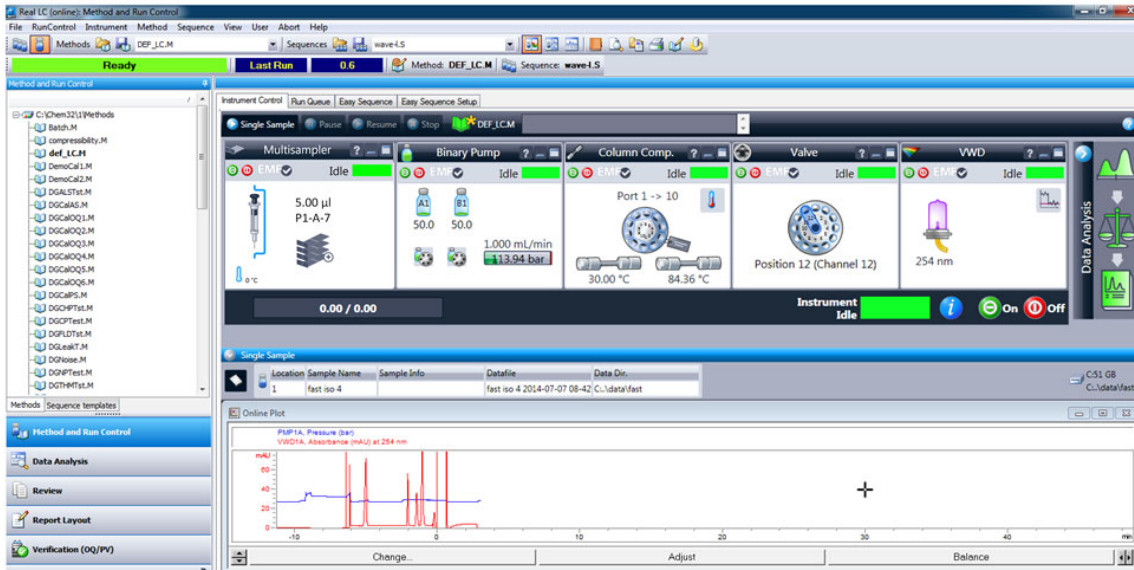 Real LC (online): Method and Run Control
File RunControl Instrument Method Sequence View User Abort Help
Methods DEF_LC.M Sequences wave-l.S
Ready Last Run 0.6 Method: DEF_LC.M Sequence: wave-l.S
Method and Run Control
Instrument Control Run Queue Easy Sequence Easy Sequence Setup
C:\Chem32\1\Methods
Batch.M
compressibility.M
def_LC.M
DemoCal1.M
DemoCal2.M
DGALSTst.M
DGCalAS.M
DGCalOQ1.M
DGCalOQ2.M
DGCalOQ3.M
DGCalOQ4.M
DGCalOQ5.M
DGCalOQ6.M
DGCalPS.M
DGCHPTst.M
DGCPTest.M
DGFLDTst.M
DGLeakT.M
DGNoise.M
DGNPTest.M
DGTHMTst.M
Methods Sequence templates
Method and Run Control
Data Analysis
Review
Report Layout
Verification (OQ/PV)
Single Sample Pause Resume Stop DEF_LC.M
Multisampler
EMF Idle
5.00 µl
P1-A-7
0 °C
Binary Pump
EMF Idle
A1 B1
50.0 50.0
1.000 mL/min
113.94 bar
Column Comp.
EMF Idle
Port 1 -> 10
30.00 °C 84.36 °C
Valve
EMF Idle
Position 12 (Channel 12)
VWD
EMF Idle
254 nm
Data Analysis
0.00 / 0.00
Instrument
Idle
On Off
Single Sample
Location Sample Name Sample Info Datafile Data Dir.
1 fast iso 4 fast iso 4 2014-07-07 08-42 C:..\data\fast
C:51 GB
C:..\data\fast
Online Plot
PMP1A, Pressure (bar)
VWD1A, Absorbance (mAU) at 254 nm
mAU
60
40
20
0
-10 0 10 20 30 40 min
Change... Adjust Balance